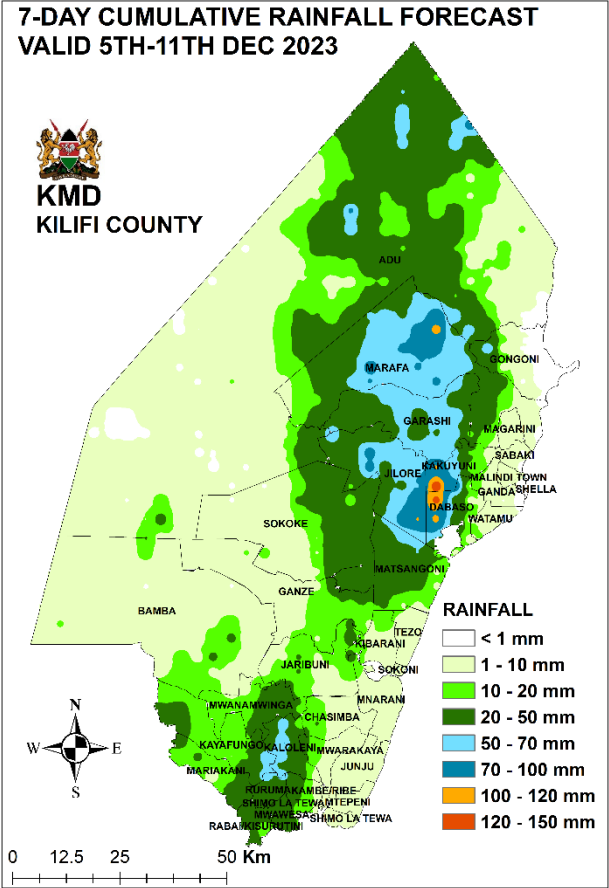 7-DAY CUMULATIVE RAINFALL FORECAST
VALID 5TH-11TH DEC 2023
KMD
KILIFI COUNTY
ADU
GONGONI
MARAFA
GARASHI
MAGARINI
SABAKI
KAKUYUNI
JILORE
MALINDI TOWN
GANDA
SHELLA
DABASO
WATAMU
SOKOKE
MATSANGONI
GANZE
BAMBA
TEZO
KIBARANI
JARIBUNI
SOKONI
MNARANI
MWANAMWINGA
CHASIMBA
KAYAFUNGO
KALOLENI
MWARAKAYA
MARIAKANI
JUNJU
RURUMA
KAMBE/RIBE
SHIMO LA TEWA
MTEPENI
MWAWESA
SHIMO LA TEWA
RABAI/KISURUTINI
RAINFALL
< 1 mm
1 - 10 mm
10 - 20 mm
20 - 50 mm
50 - 70 mm
70 - 100 mm
100 - 120 mm
120 - 150 mm
N
W
E
S
0 12.5 25 50 Km